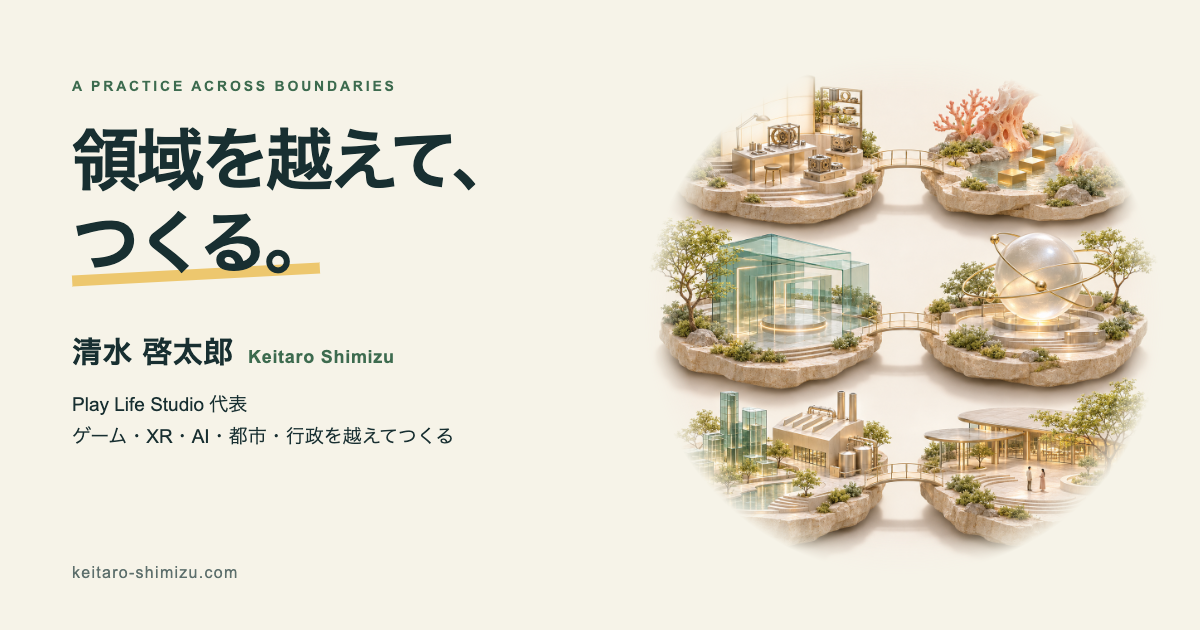 A PRACTICE ACROSS BOUNDARIES
領域を越えて、
つくる。
清水 啓太郎 Keitaro Shimizu
Play Life Studio 代表
ゲーム・XR・AI・都市・行政を越えてつくる
keitaro-shimizu.com